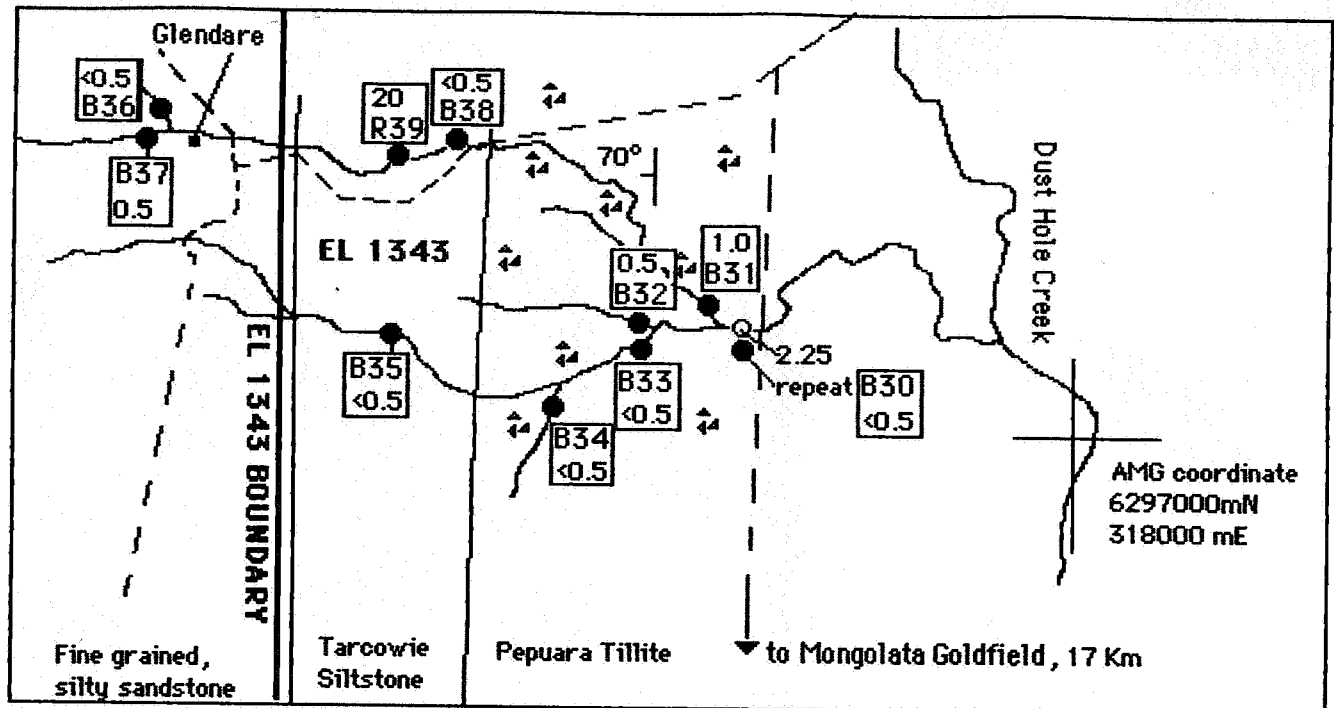 Glendare
<0.5
B36
B37
0.5
20
R39
<0.5
B38
70°
Dust Hole Creek
EL 1343
0.5
B32
1.0
B31
2.25
repeat
B30
<0.5
B35
<0.5
B33
<0.5
B34
<0.5
EL 1343 BOUNDARY
AMG coordinate
6297000mN
318000 mE
Fine grained,
silty sandstone
Tarcowie
Siltstone
Pepuara Tillite
to Mongolata Goldfield, 17 Km